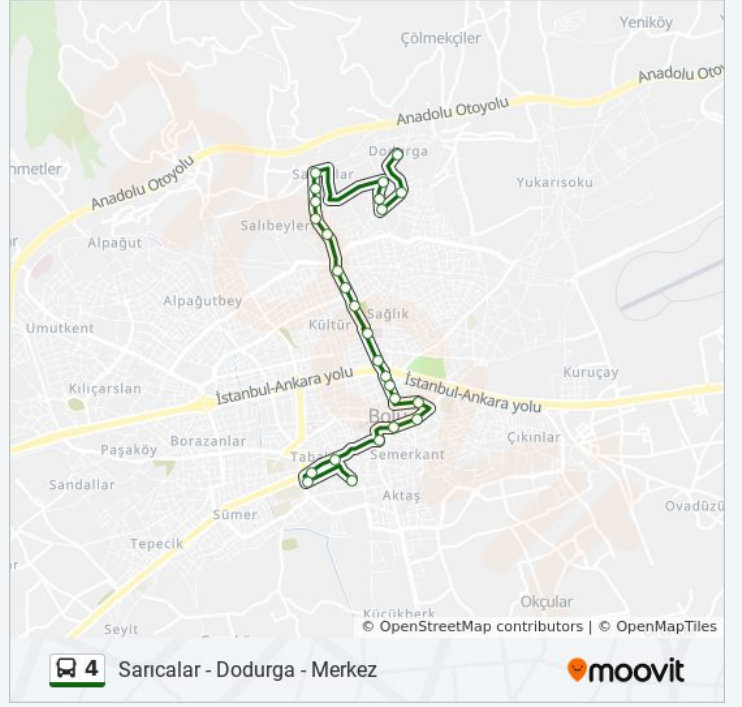 Yeniköy
Çölmekçiler
Anadolu Otoyolu
Anadolu Otoyolu
Dodurga
hmetler
Anadolu Otoyolu
Yukarısoku
Salıbeyler
Alpağut
Alpağutbey
Sağlık
Kültür
Umutkent
Kuruçay
İstanbul-Ankara yolu
İstanbul-Ankara yolu
Kılıçarslan
Bolu
Borazanlar
Çıkınlar
Paşaköy
Semerkant
Sandallar
Aktaş
Ovadüzü
Sümer
Tepecik
Okçular
Küçükberk
Seyit
© OpenStreetMap contributors | © OpenMapTiles
4 Sarıcalar - Dodurga - Merkez
moovit